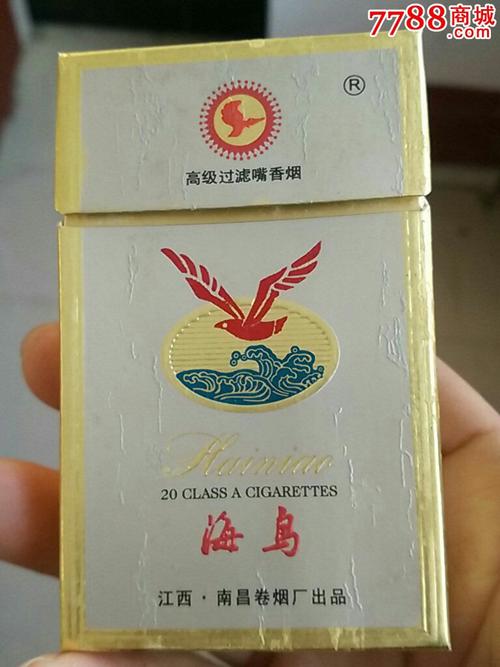 7788商城
®
高级过滤嘴香烟
Hainiao
20 CLASS A CIGARETTES
海鸟
江西·南昌卷烟厂出品